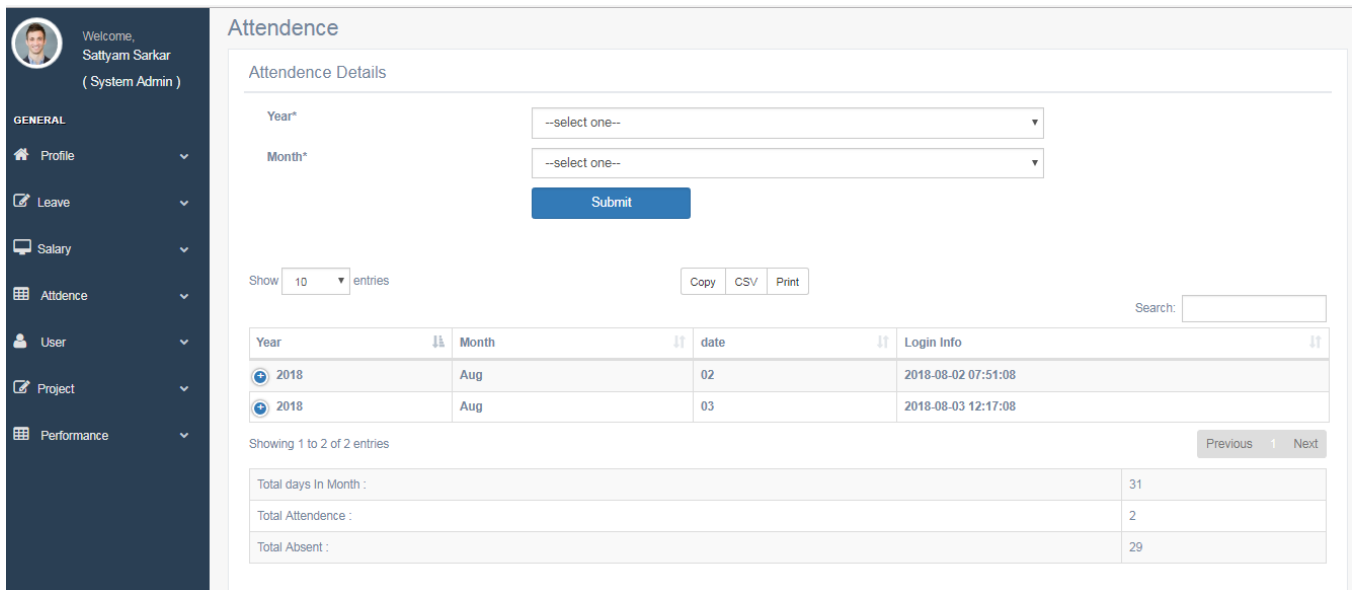 Welcome,
Sattyam Sarkar
( System Admin )
GENERAL
Profile
Leave
Salary
Attdence
User
Project
Performance
Attendence
Attendence Details
Year* --select one--
Month* --select one--
Submit
Show 10 entries Copy CSV Print
Search:
Year Month date Login Info
2018 Aug 02 2018-08-02 07:51:08
2018 Aug 03 2018-08-03 12:17:08
Showing 1 to 2 of 2 entries Previous 1 Next
Total days In Month : 31
Total Attendence : 2
Total Absent : 29